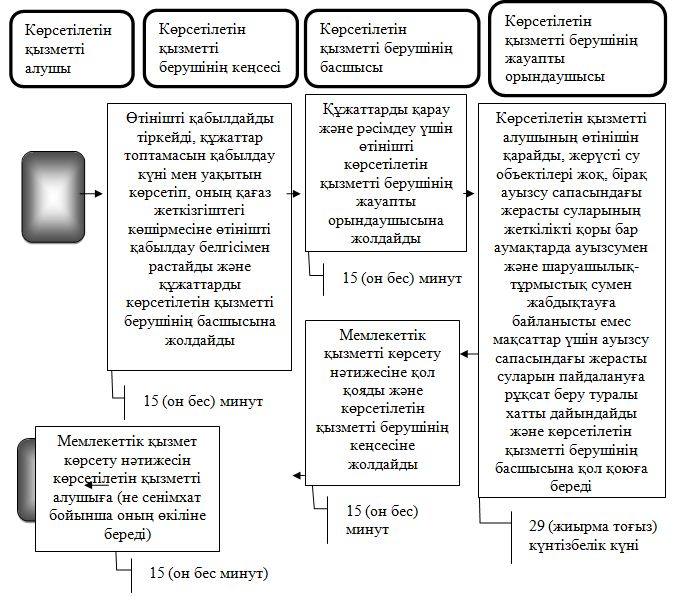 Көрсетілетін
қызметті
алушы
Көрсетілетін
қызметті
берушінің кеңсесі
Көрсетілетін
қызметті берушінің
басшысы
Көрсетілетін
қызметті берушінің
жауапты
орындаушысы
Өтінішті қабылдайды
тіркейді, құжаттар
топтамасын қабылдау
күні мен уақытын
көрсетіп, оның қағаз
жеткізгіштегі
көшірмесіне өтінішті
қабылдау белгісімен
растайды және
құжаттарды
көрсетілетін қызметті
берушінің басшысына
жолдайды
15 (он бес) минут
Құжаттарды қарау
және рәсімдеу үшін
өтінішті
көрсетілетін
қызметті берушінің
жауапты
орындаушысына
жолдайды
15 (он бес) минут
Көрсетілетін қызметті
алушының өтінішін
қарайды, жерүсті су
объектілері жоқ, бірақ
ауызсу сапасындағы
жерасты суларының
жеткілікті қоры бар
аумақтарда ауызсумен
және шаруашылық-
тұрмыстық сумен
жабдықтауға
байланысты емес
мақсаттар үшін ауызсу
сапасындағы жерасты
суларын пайдалануға
рұқсат беру туралы
хатты дайындайды
және көрсетілетін
қызметті берушінің
басшысына қол қоюға
береді
29 (жиырма тоғыз)
күнтізбелік күні
Мемлекеттік
қызметті көрсету
нәтижесіне қол
қояды және
көрсетілетін
қызметті берушінің
кеңсесіне
жолдайды
15 (он бес)
минут
Мемлекеттік қызмет
көрсету нәтижесін
көрсетілетін қызметті
алушыға (не сенімхат
бойынша оның өкіліне
береді)
15 (он бес минут)